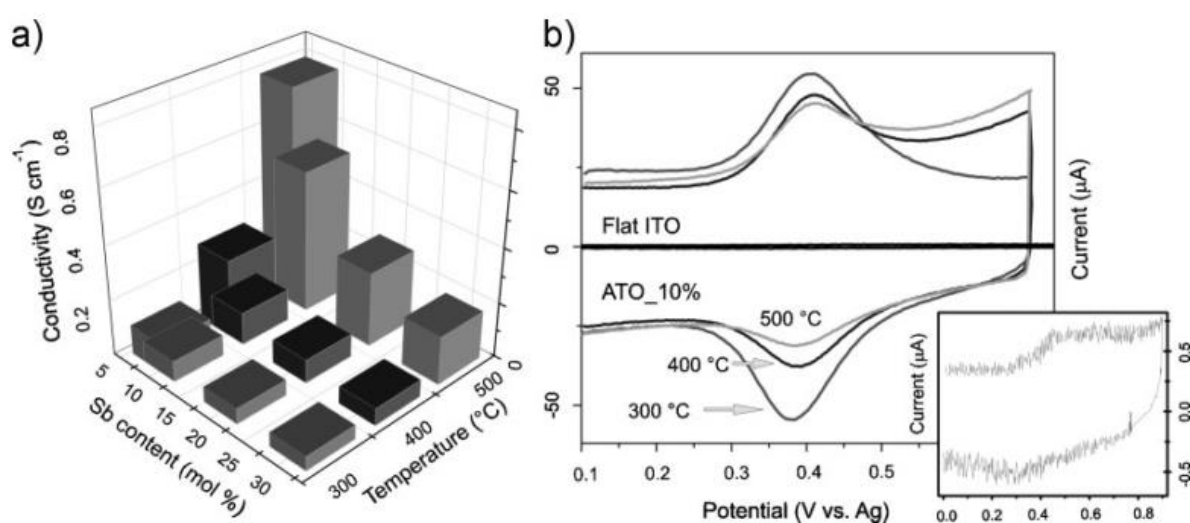 a)
Conductivity (S cm⁻¹)
0.8
0.6
0.4
0.2
5
10
15
20
25
30
Sb content (mol %)
300
400
500
0
Temperature (°C)
b)
50
0
-50
Flat ITO
ATO_10%
500 °C
400 °C
300 °C
0.1
0.2
0.3
0.4
0.5
Potential (V vs. Ag)
Current (µA)
Current (µA)
0.5
0.0
-0.5
0.0
0.2
0.4
0.6
0.8